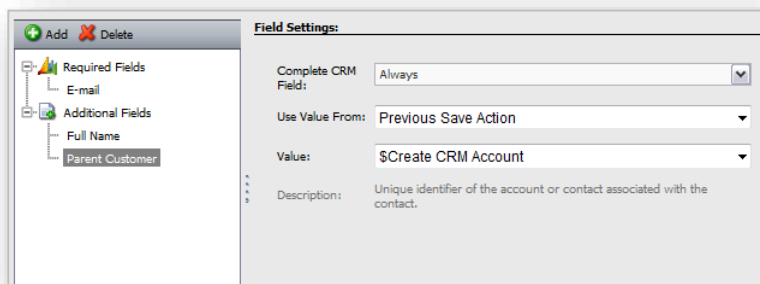 Add Delete
Required Fields
E-mail
Additional Fields
Full Name
Parent Customer
Field Settings:
Complete CRM
Field:
Always
Use Value From:
Previous Save Action
Value:
$Create CRM Account
Description:
Unique identifier of the account or contact associated with the
contact.